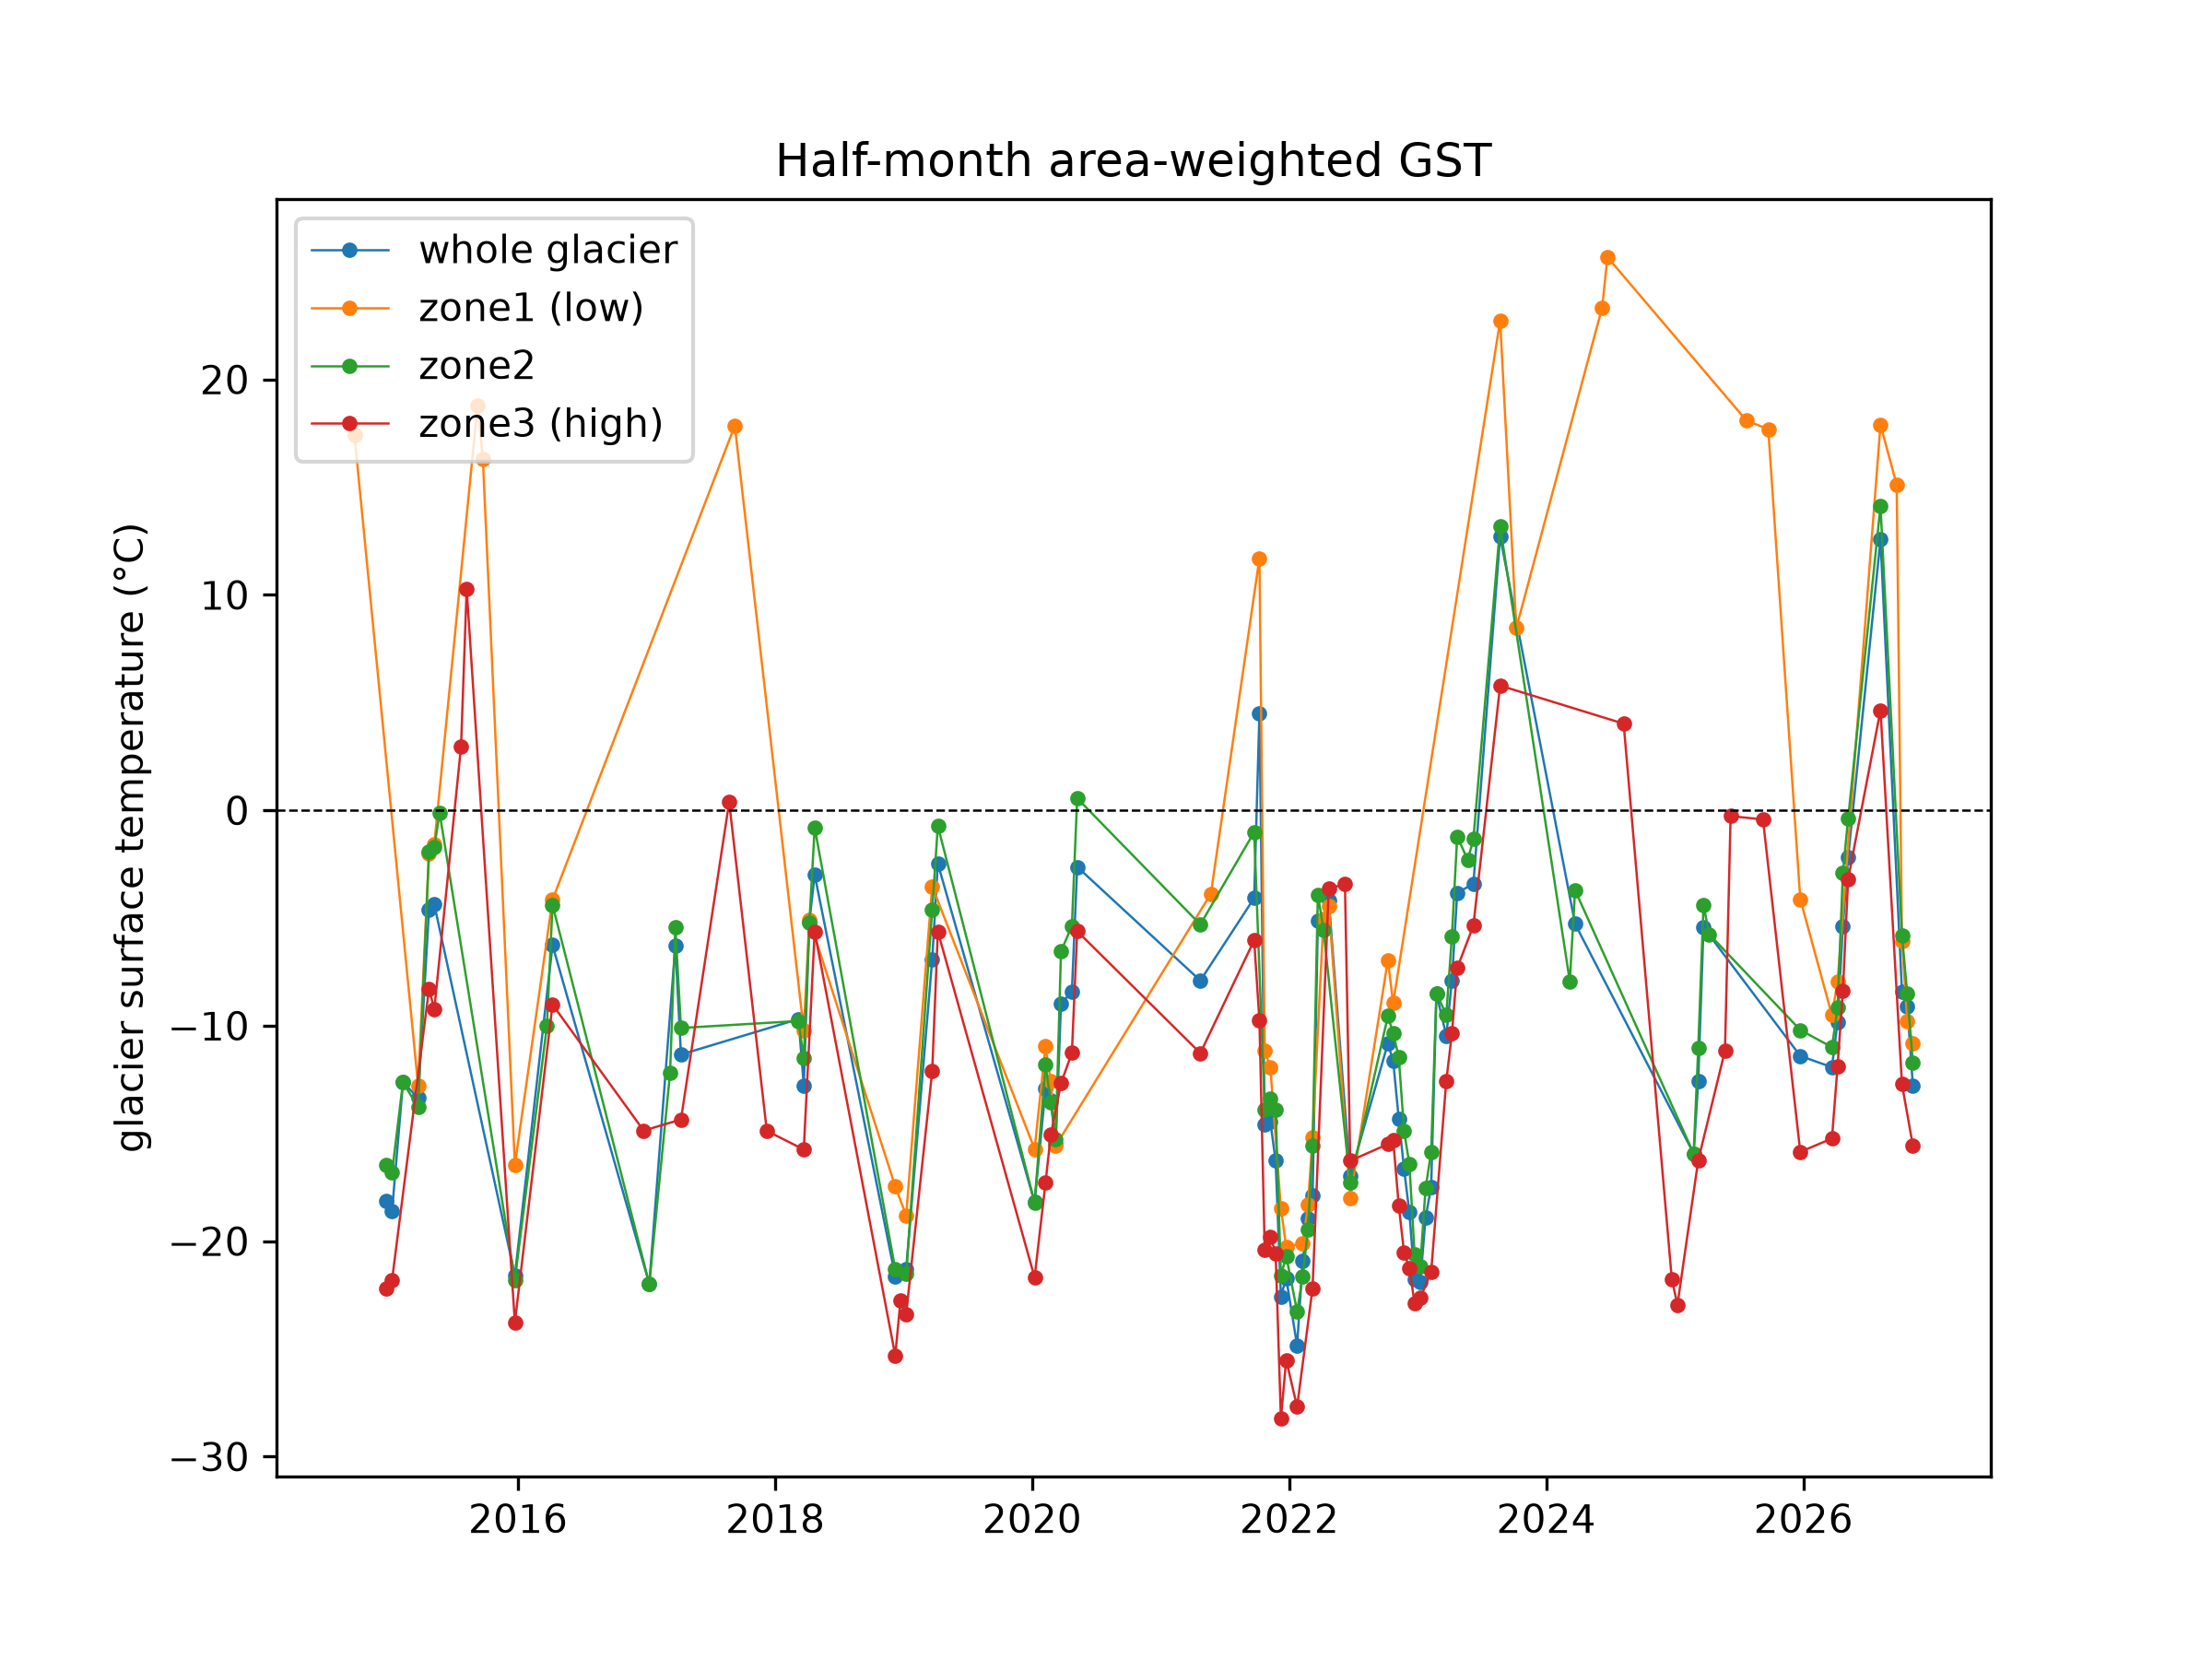 Half-month area-weighted GST
whole glacier
zone1 (low)
zone2
zone3 (high)
glacier surface temperature (°C)
20
10
0
−10
−20
−30
2016
2018
2020
2022
2024
2026